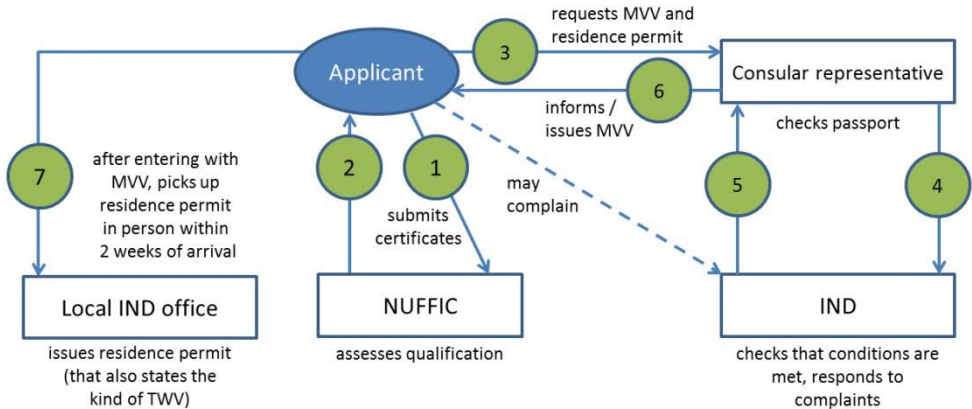 requests MVV and
residence permit
3
Applicant
Consular representative
6
informs /
issues MVV
checks passport
7
after entering with
MVV, picks up
residence permit
in person within
2 weeks of arrival
2
1
submits
certificates
may
complain
5
4
Local IND office
NUFFIC
IND
issues residence permit
(that also states the
kind of TWV)
assesses qualification
checks that conditions are
met, responds to
complaints